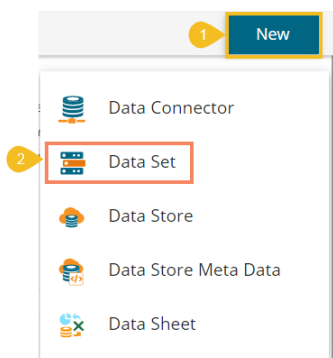 1
New
Data Connector
2
Data Set
Data Store
Data Store Meta Data
Data Sheet